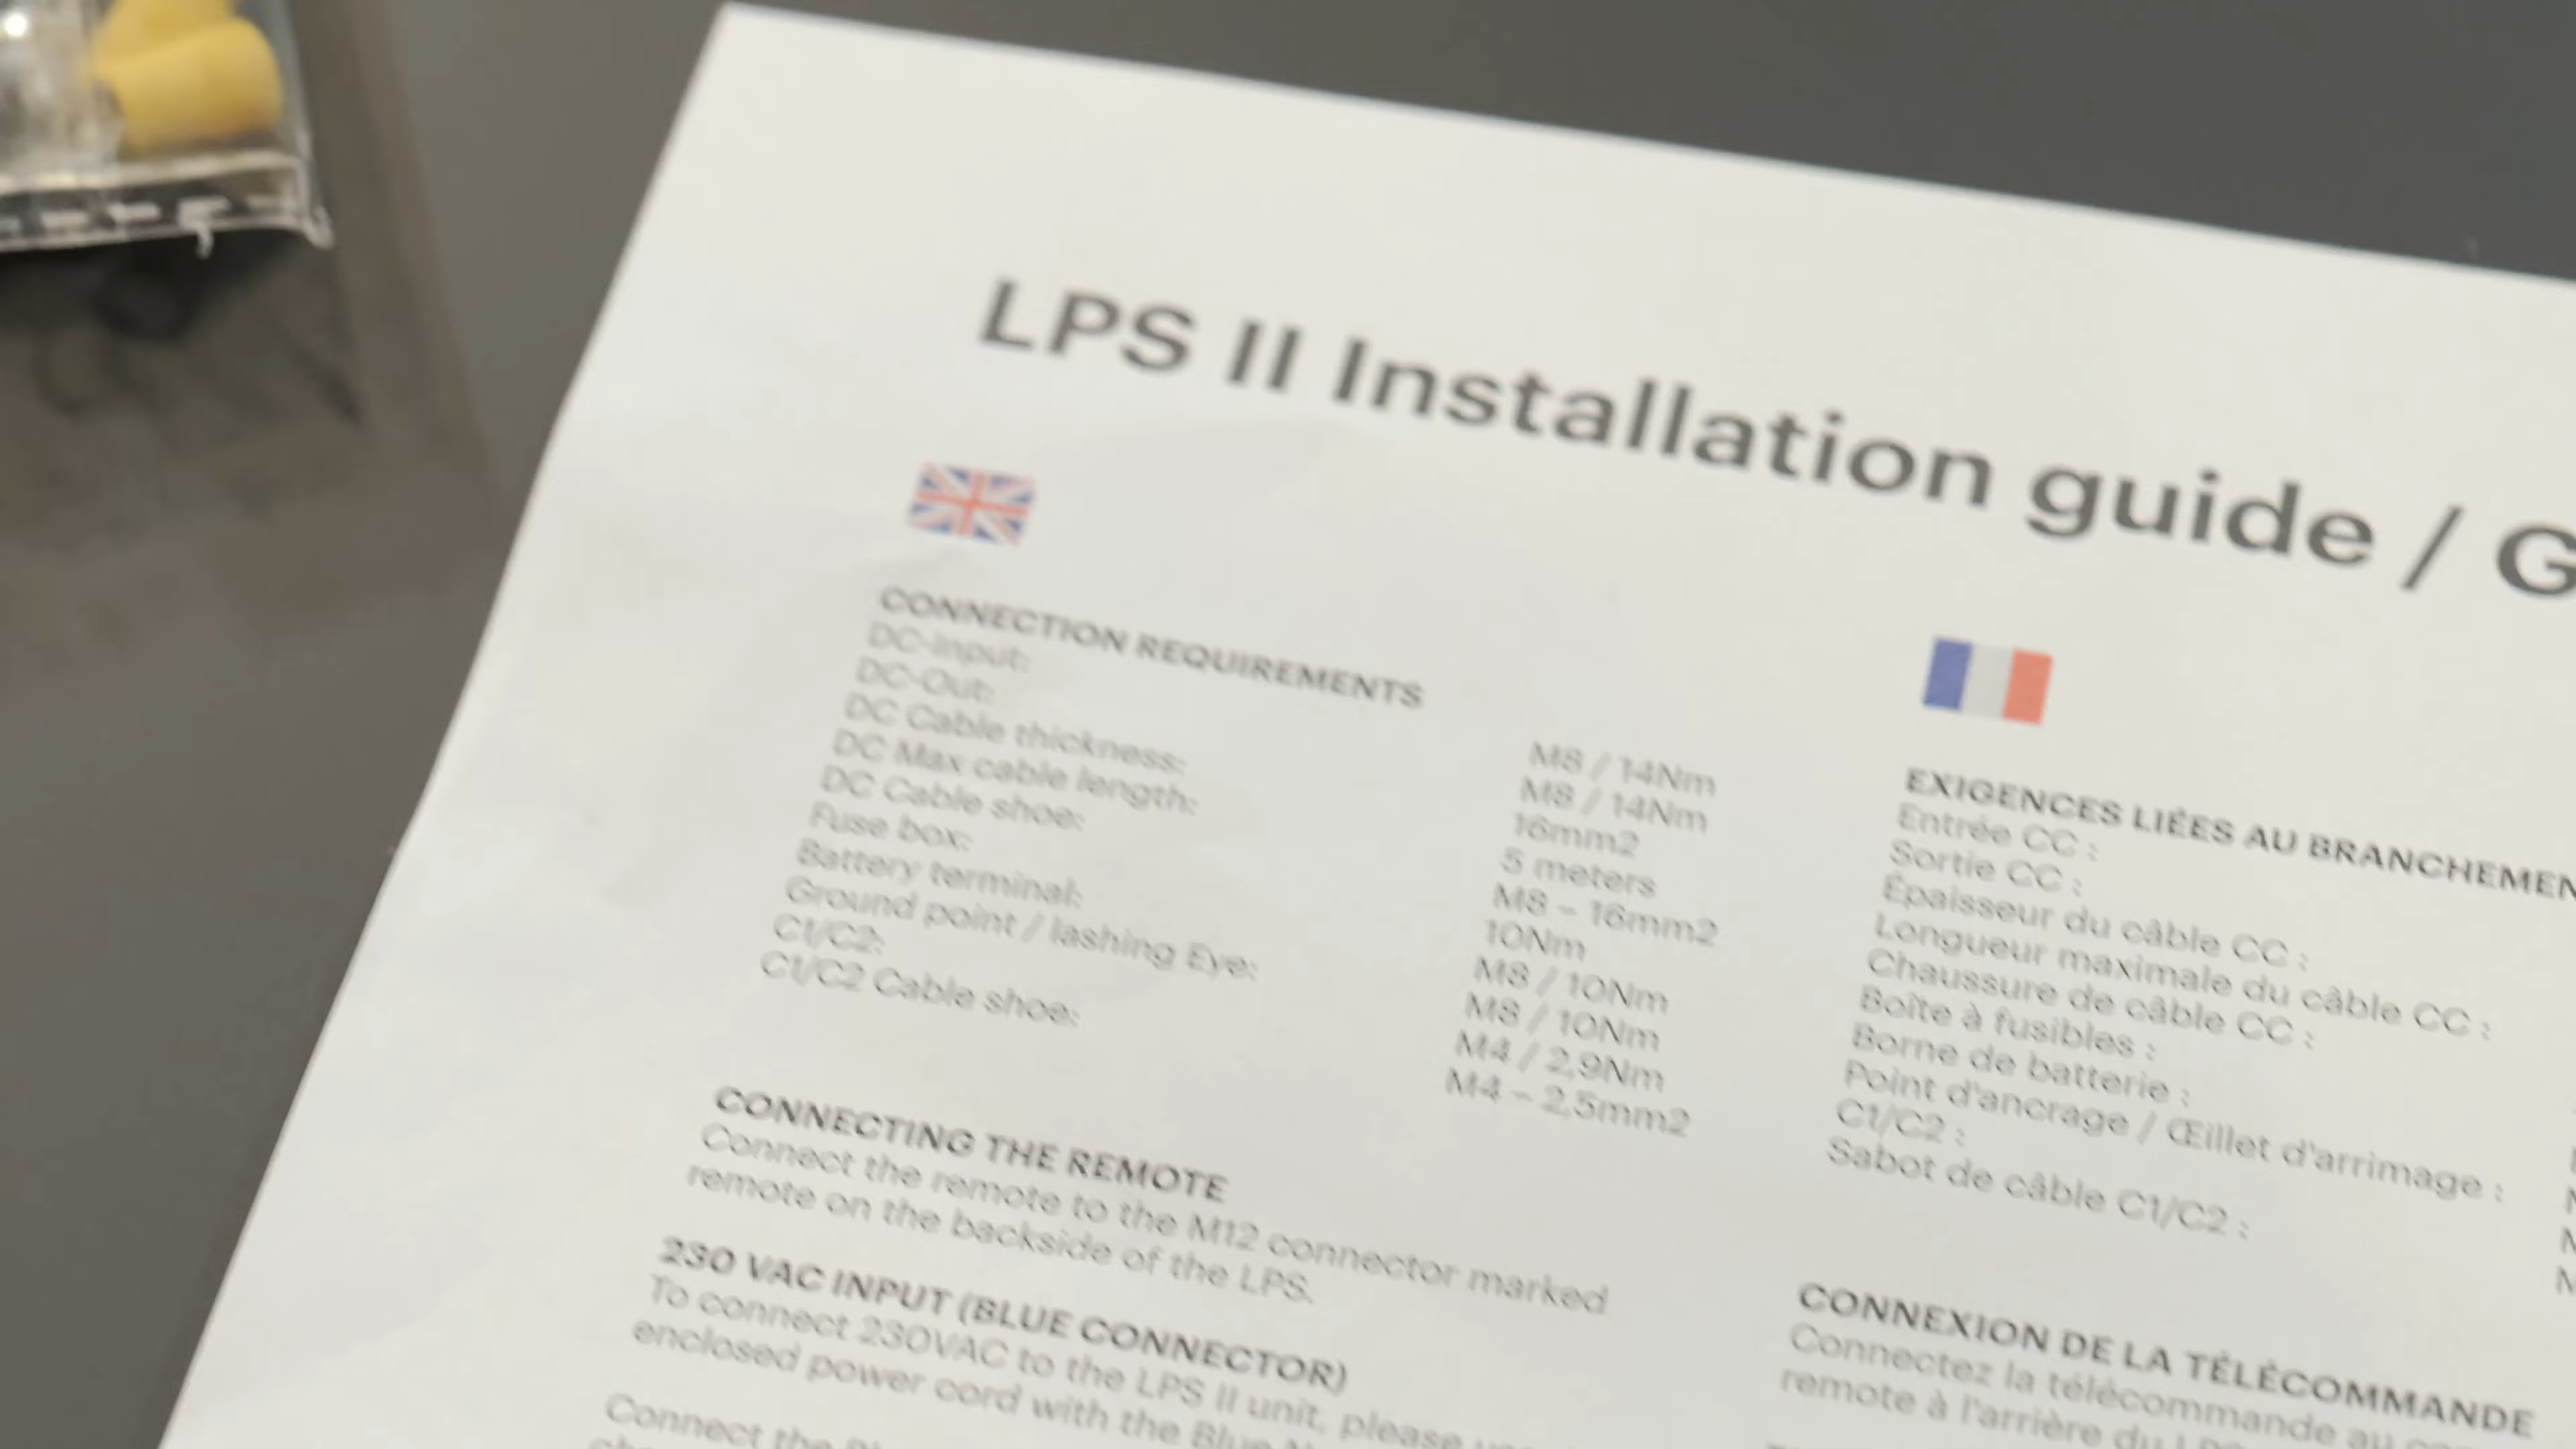 LPS II Installation guide / G
CONNECTION REQUIREMENTS
DC-Input: M8 / 14Nm
DC-Out: M8 / 14Nm
DC Cable thickness: 16mm2
DC Max cable length: 5 meters
DC Cable shoe: M8 – 16mm2
Fuse box: 10Nm
Battery terminal: M8 / 10Nm
Ground point / lashing Eye: M8 / 10Nm
C1/C2: M4 / 2,9Nm
C1/C2 Cable shoe: M4 – 2,5mm2
CONNECTING THE REMOTE
Connect the remote to the M12 connector marked
remote on the backside of the LPS.
230 VAC INPUT (BLUE CONNECTOR)
To connect 230VAC to the LPS II unit, please
enclosed power cord with the Blue
Connect the
EXIGENCES LIÉES AU BRANCHEMEN
Entrée CC :
Sortie CC :
Épaisseur du câble CC :
Longueur maximale du câble CC :
Chaussure de câble CC :
Boîte à fusibles :
Borne de batterie :
Point d'ancrage / Œillet d'arrimage :
C1/C2 :
Sabot de câble C1/C2 :
CONNEXION DE LA TÉLÉCOMMANDE
Connectez la télécommande au
remote à l'arrière du